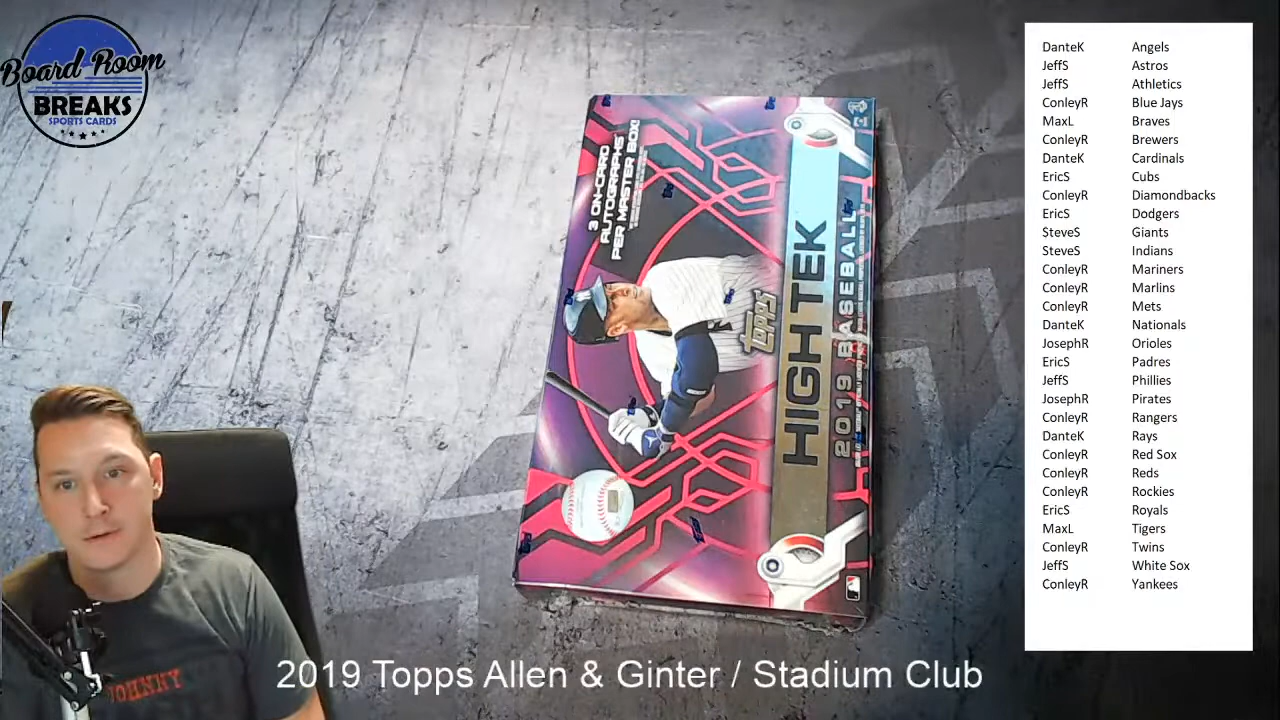 Board Room
BREAKS
SPORTS CARDS
3 ON-CARD
AUTOGRAPHS
PER MASTER BOX!
Topps
HIGH TEK
2019 BASEBALL
JOHNNY
DanteK Angels
JeffS Astros
JeffS Athletics
ConleyR Blue Jays
MaxL Braves
ConleyR Brewers
DanteK Cardinals
EricS Cubs
ConleyR Diamondbacks
EricS Dodgers
SteveS Giants
SteveS Indians
ConleyR Mariners
ConleyR Marlins
ConleyR Mets
DanteK Nationals
JosephR Orioles
EricS Padres
JeffS Phillies
JosephR Pirates
ConleyR Rangers
DanteK Rays
ConleyR Red Sox
ConleyR Reds
ConleyR Rockies
EricS Royals
MaxL Tigers
ConleyR Twins
JeffS White Sox
ConleyR Yankees
2019 Topps Allen & Ginter / Stadium Club